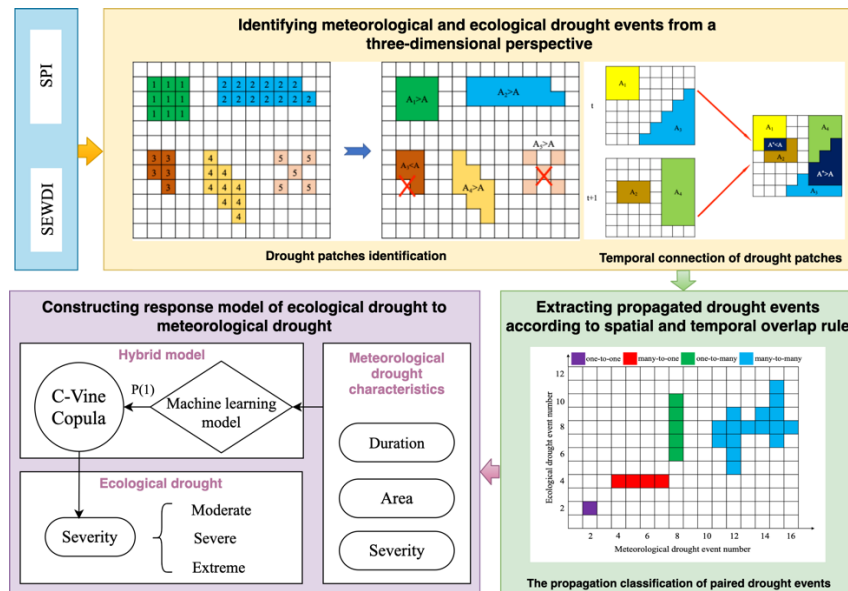 SPI
SEWDI
Identifying meteorological and ecological drought events from a
three-dimensional perspective
1 1 1
1 1 1
1 1 1
2 2 2 2 2 2
2 2 2 2 2 2 2
3 3
3 3
3
4
4 4
4 4
4 4
4
5 5
5
5 5
A₁>A
A₂>A
A₃<A
A₄>A
A₅>A
Drought patches identification
t
t+1
A₁
A₃
A₂
A₄
A₁
A₄
A*<A
A₂
A*>A
A₃
Temporal connection of drought patches
Extracting propagated drought events
according to spatial and temporal overlap rule
one-to-one many-to-one one-to-many many-to-many
Ecological drought event number
12
10
8
6
4
2
2 4 6 8 10 12 14 16
Meteorological drought event number
The propagation classification of paired drought events
Constructing response model of ecological drought to
meteorological drought
Hybrid model
C-Vine
Copula
P(1)
Machine learning
model
Meteorological
drought
characteristics
Duration
Area
Severity
Ecological drought
Severity
Moderate
Severe
Extreme